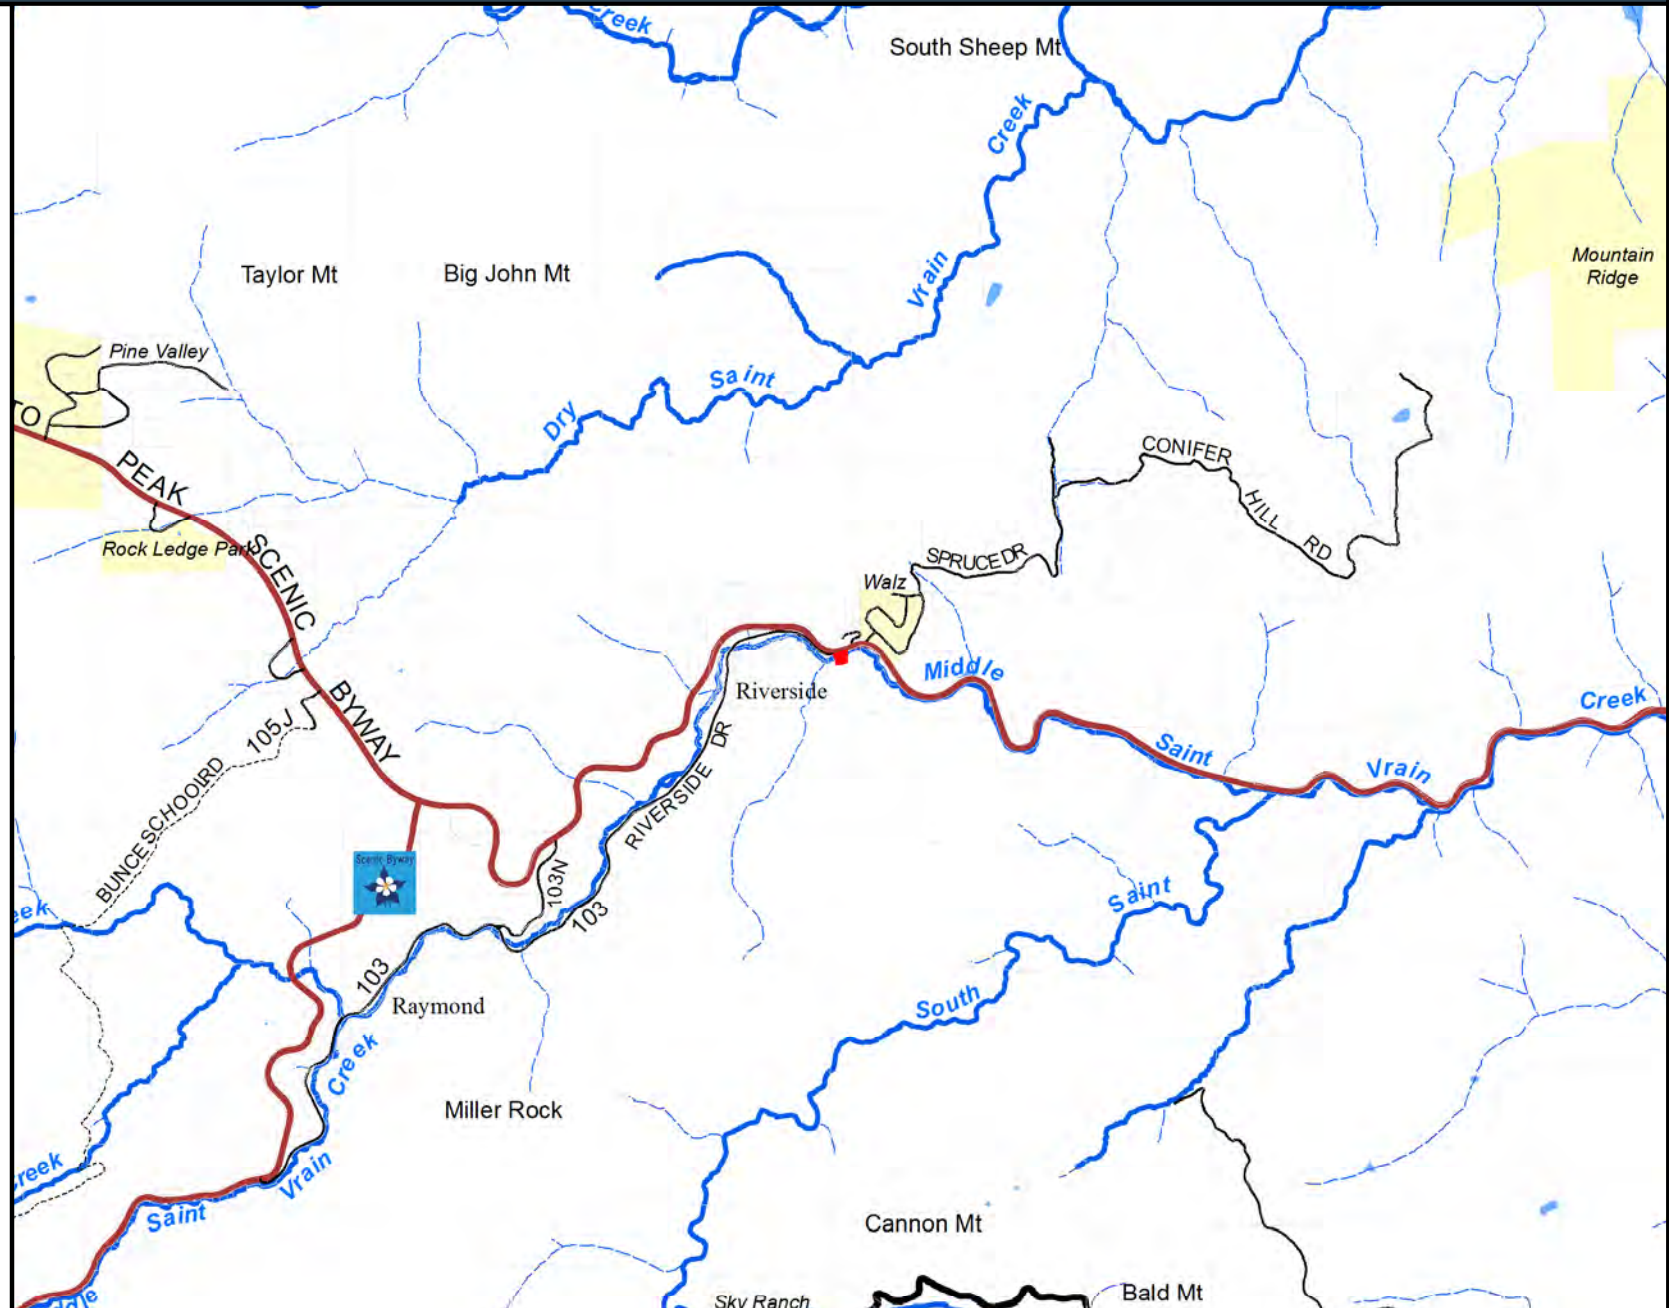 Creek
South Sheep Mt
Creek
Mountain
Ridge
Taylor Mt
Big John Mt
Vrain
Pine Valley
Saint
TO
Dry
PEAK
CONIFER
HILL
RD
Rock Ledge Park
SCENIC
SPRUCE DR
Walz
Middle
Riverside
BYWAY
Creek
105J
DR
Saint
Vrain
BUNCE SCHOOL RD
RIVERSIDE
Scenic Byway
103N
Saint
eek
103
103
South
Raymond
Creek
Miller Rock
reek
Vrain
Saint
Cannon Mt
ddle
Sky Ranch
Bald Mt